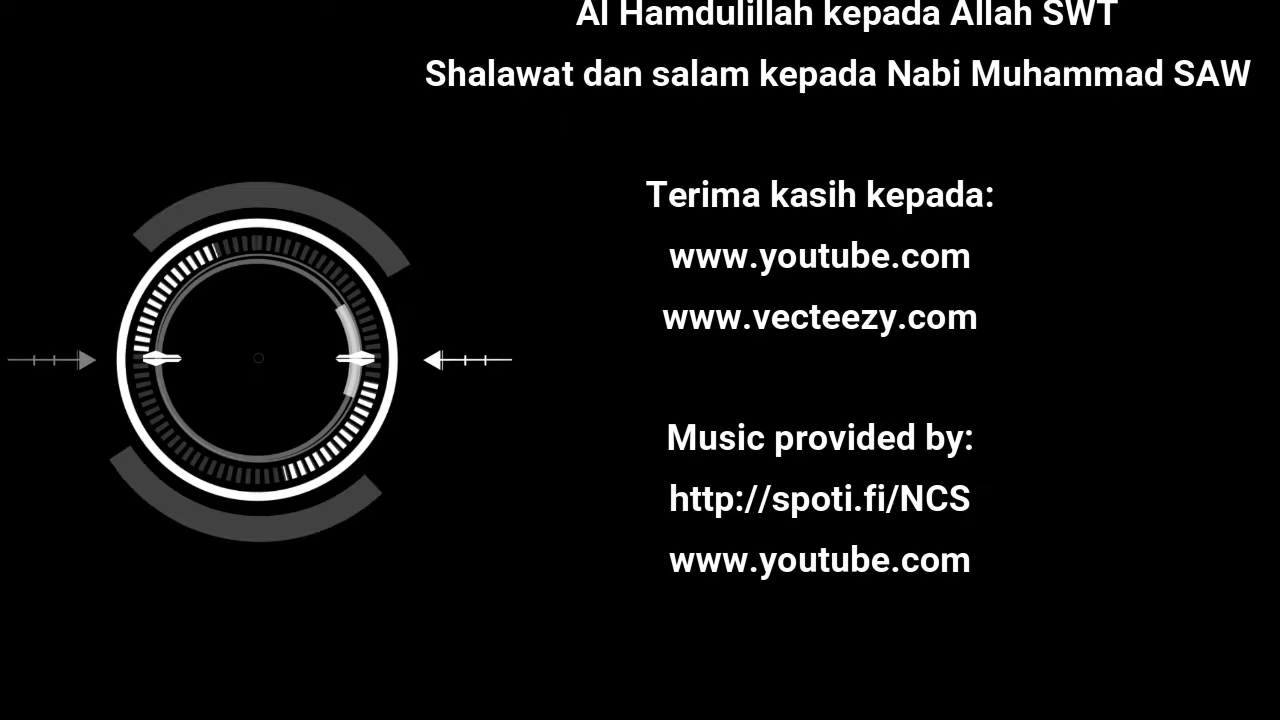 Al Hamdulillah kepada Allah SWT
Shalawat dan salam kepada Nabi Muhammad SAW
Terima kasih kepada:
www.youtube.com
www.vecteezy.com
Music provided by:
http://spoti.fi/NCS
www.youtube.com